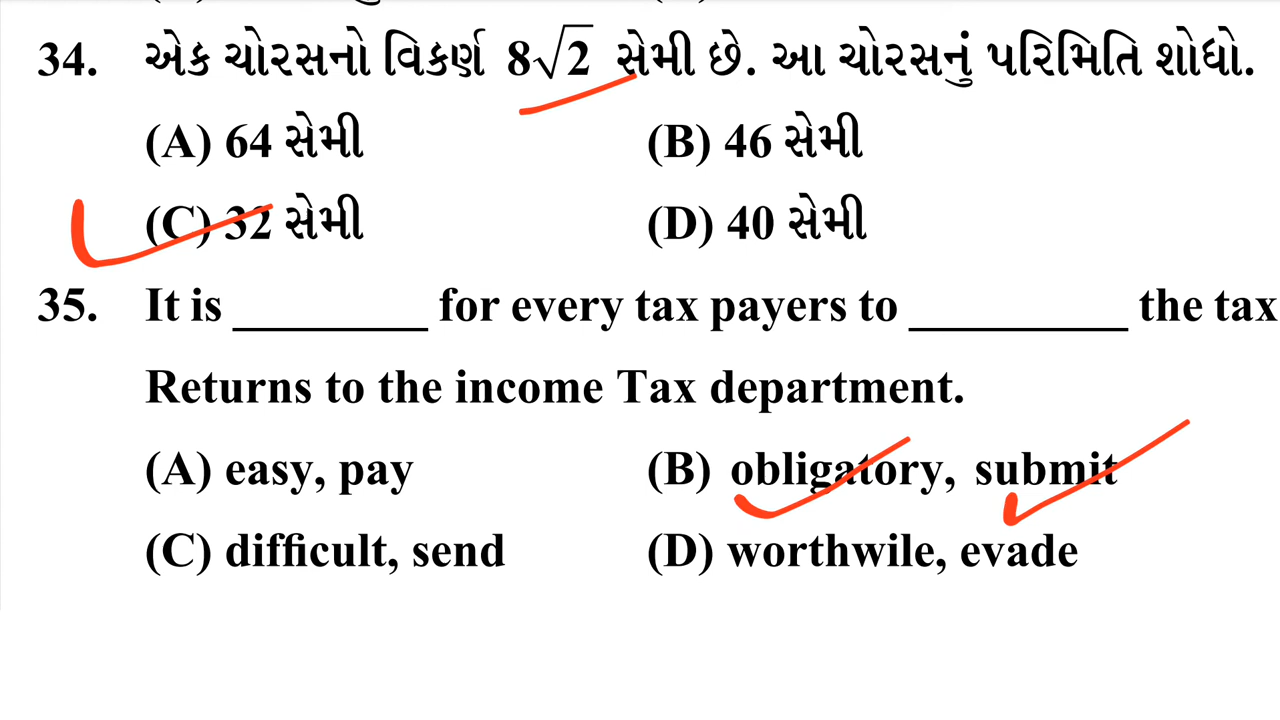 34. એક ચોરસનો વિકર્ણ 8√2 સેમી છે. આ ચોરસનું પરિમિતિ શોધો.
(A) 64 સેમી (B) 46 સેમી
(C) 32 સેમી (D) 40 સેમી
35. It is ________ for every tax payers to _________ the tax
Returns to the income Tax department.
(A) easy, pay (B) obligatory, submit
(C) difficult, send (D) worthwile, evade